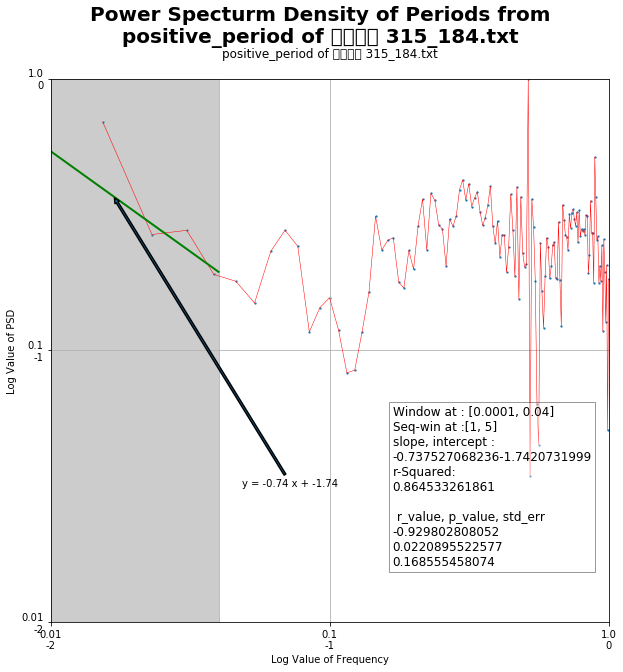 Power Specturm Density of Periods from
positive_period of 315_184.txt
positive_period of 315_184.txt
1.0
0
Log Value of PSD
0.1
-1
Window at : [0.0001, 0.04]
Seq-win at :[1, 5]
slope, intercept :
-0.737527068236-1.7420731999
r-Squared:
0.864533261861
y = -0.74 x + -1.74
r_value, p_value, std_err
-0.929802808052
0.0220895522577
0.168555458074
0.01
-2
0.01
-2
0.1
-1
1.0
0
Log Value of Frequency